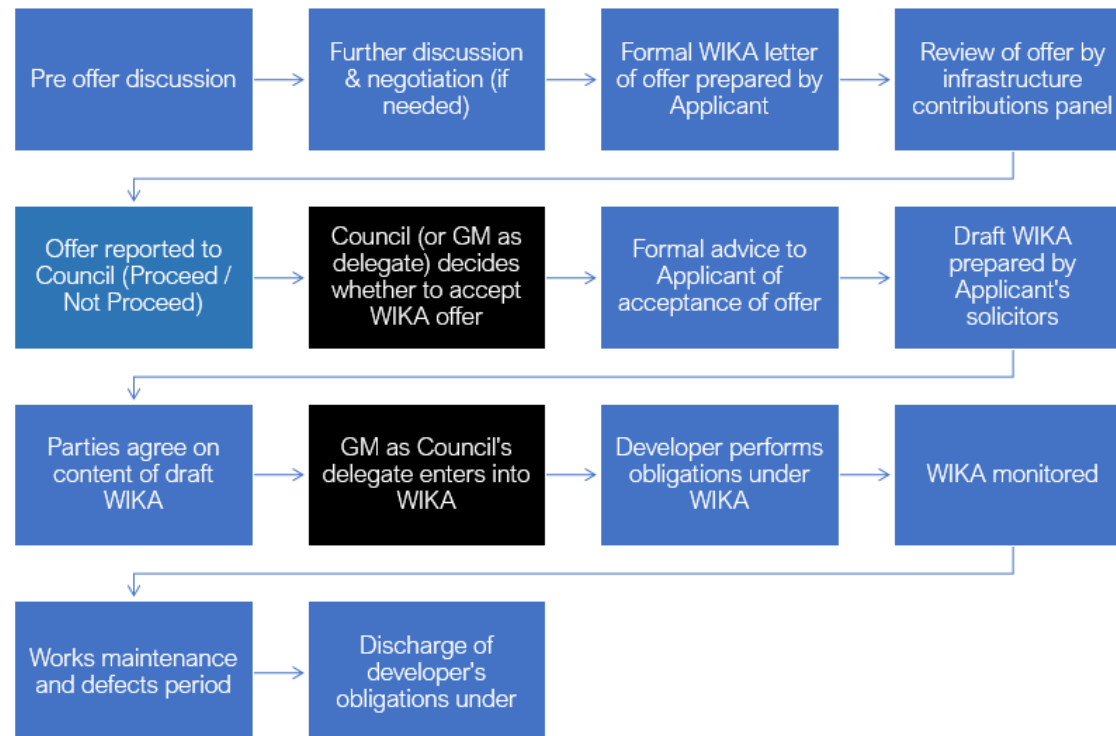 Pre offer discussion
Further discussion
& negotiation (if
needed)
Formal WIKA letter
of offer prepared by
Applicant
Review of offer by
infrastructure
contributions panel
Offer reported to
Council (Proceed /
Not Proceed)
Council (or GM as
delegate) decides
whether to accept
WIKA offer
Formal advice to
Applicant of
acceptance of offer
Draft WIKA
prepared by
Applicant's
solicitors
Parties agree on
content of draft
WIKA
GM as Council's
delegate enters into
WIKA
Developer performs
obligations under
WIKA
WIKA monitored
Works maintenance
and defects period
Discharge of
developer's
obligations under